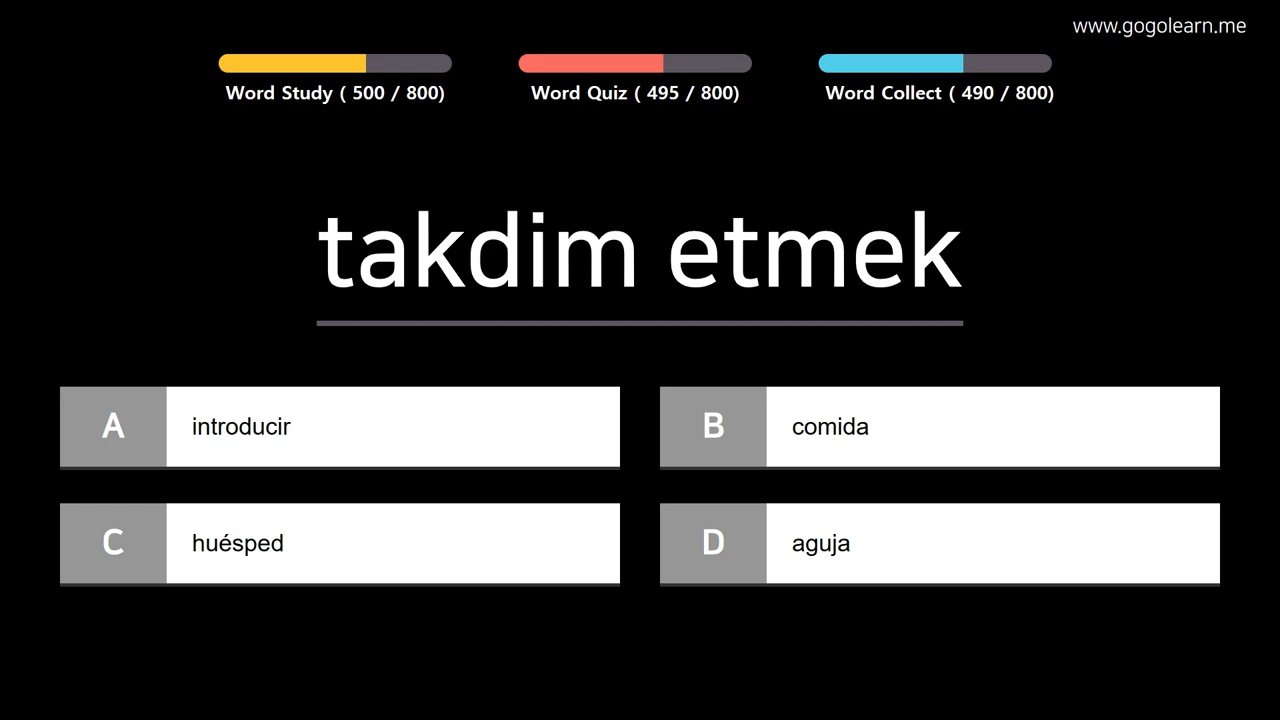 www.gogolearn.me
Word Study ( 500 / 800)
Word Quiz ( 495 / 800)
Word Collect ( 490 / 800)
takdim etmek
A introducir
B comida
C huésped
D aguja